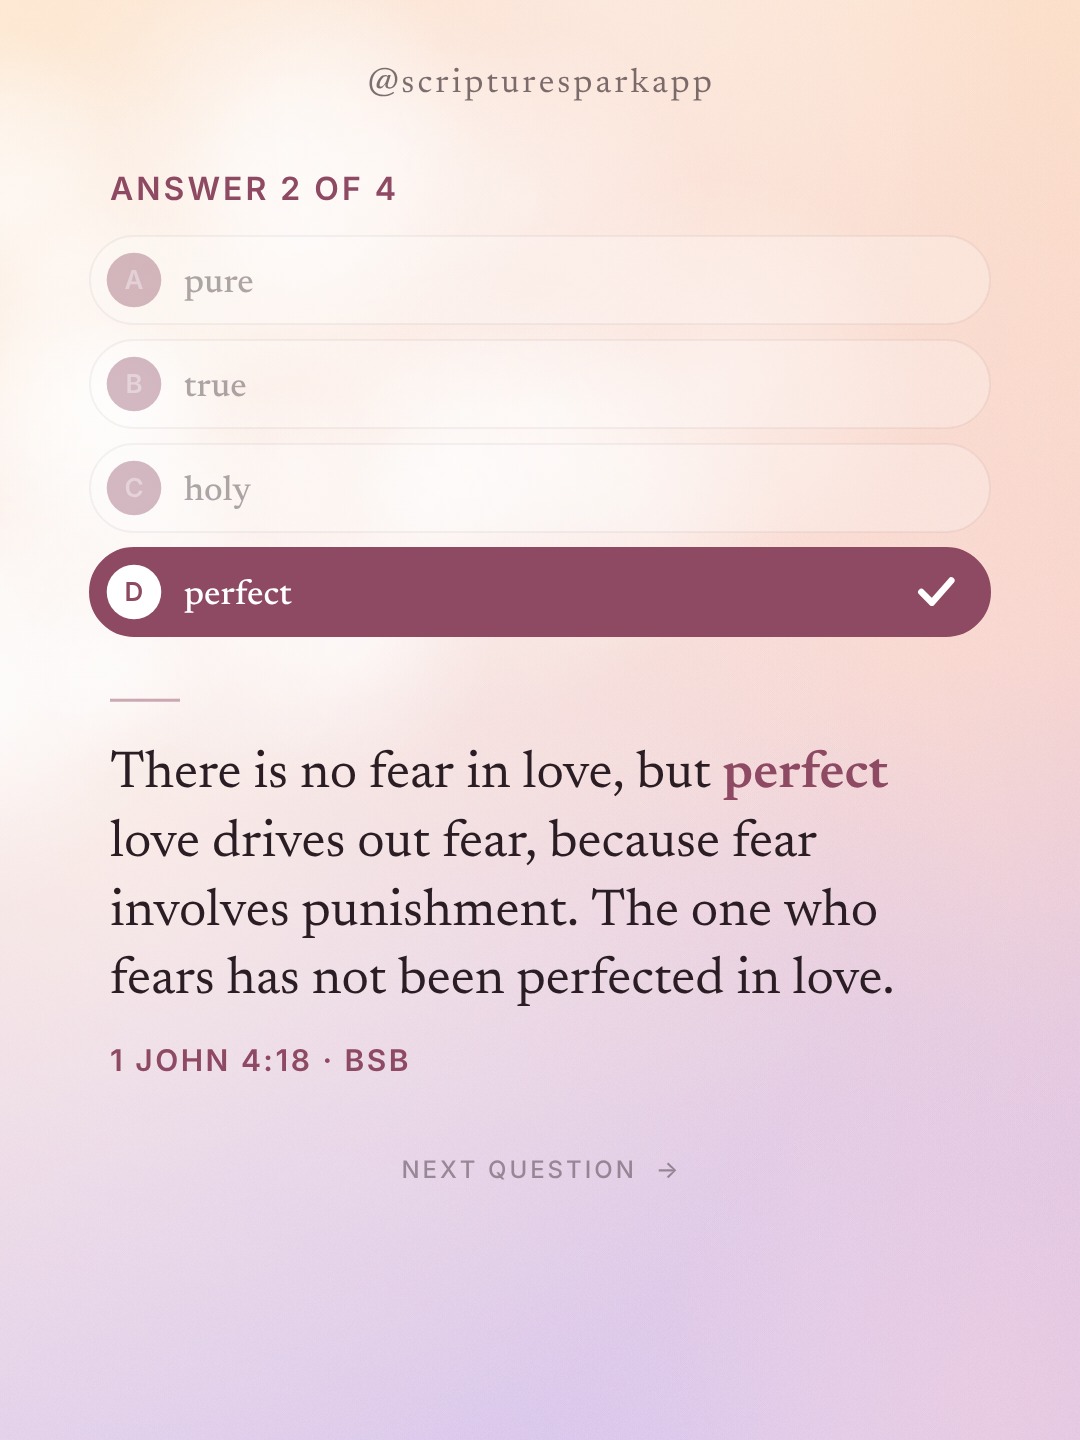 @scripturesparkapp
ANSWER 2 OF 4
A pure
B true
C holy
D perfect
There is no fear in love, but perfect
love drives out fear, because fear
involves punishment. The one who
fears has not been perfected in love.
1 JOHN 4:18 · BSB
NEXT QUESTION →